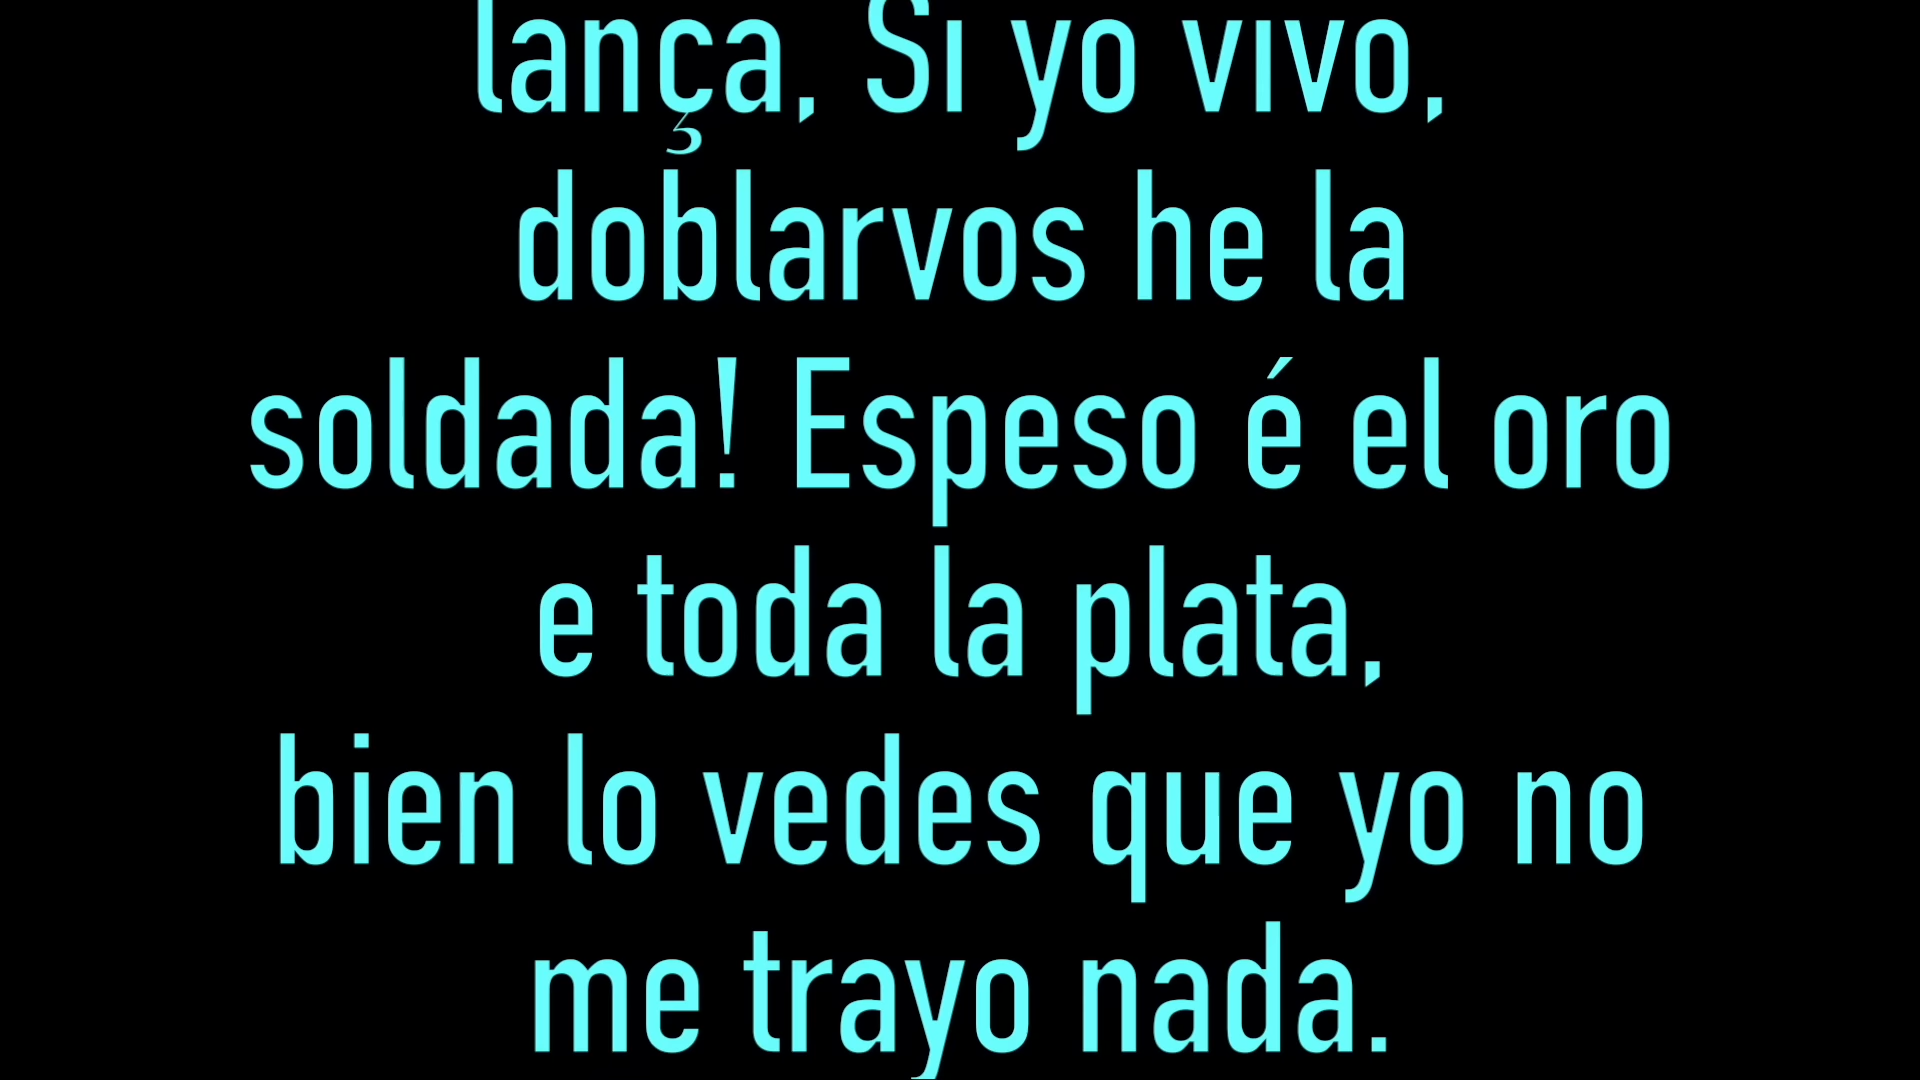 lança, Si yo vivo,
doblarvos he la
soldada! Espeso é el oro
e toda la plata,
bien lo vedes que yo no
me trayo nada.